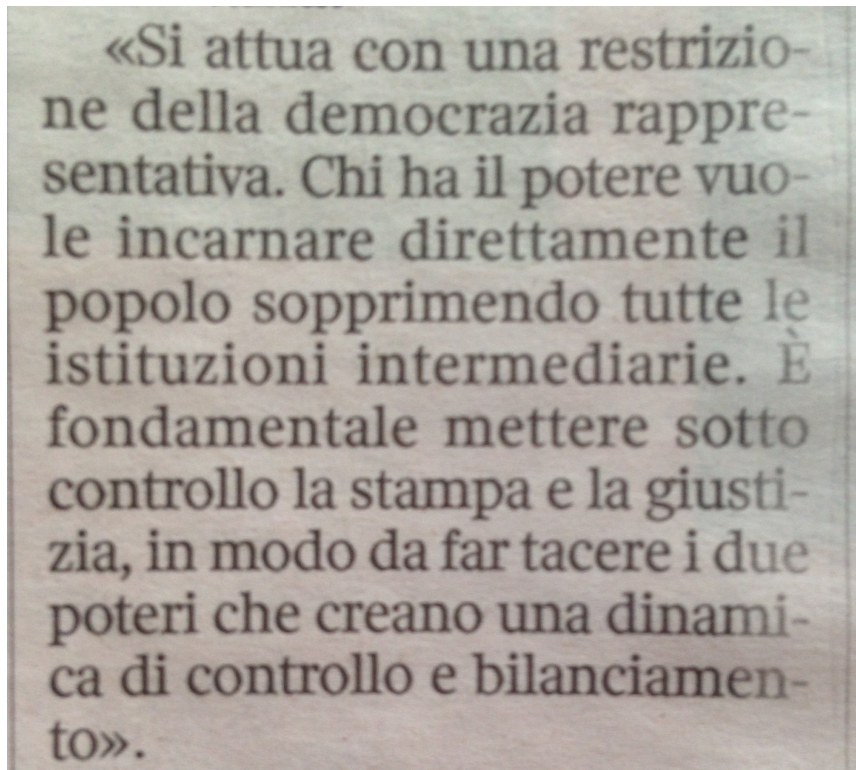 «Si attua con una restrizio-
ne della democrazia rappre-
sentativa. Chi ha il potere vuo-
le incarnare direttamente il
popolo sopprimendo tutte le
istituzioni intermediarie. È
fondamentale mettere sotto
controllo la stampa e la giusti-
zia, in modo da far tacere i due
poteri che creano una dinami-
ca di controllo e bilanciamen-
to».